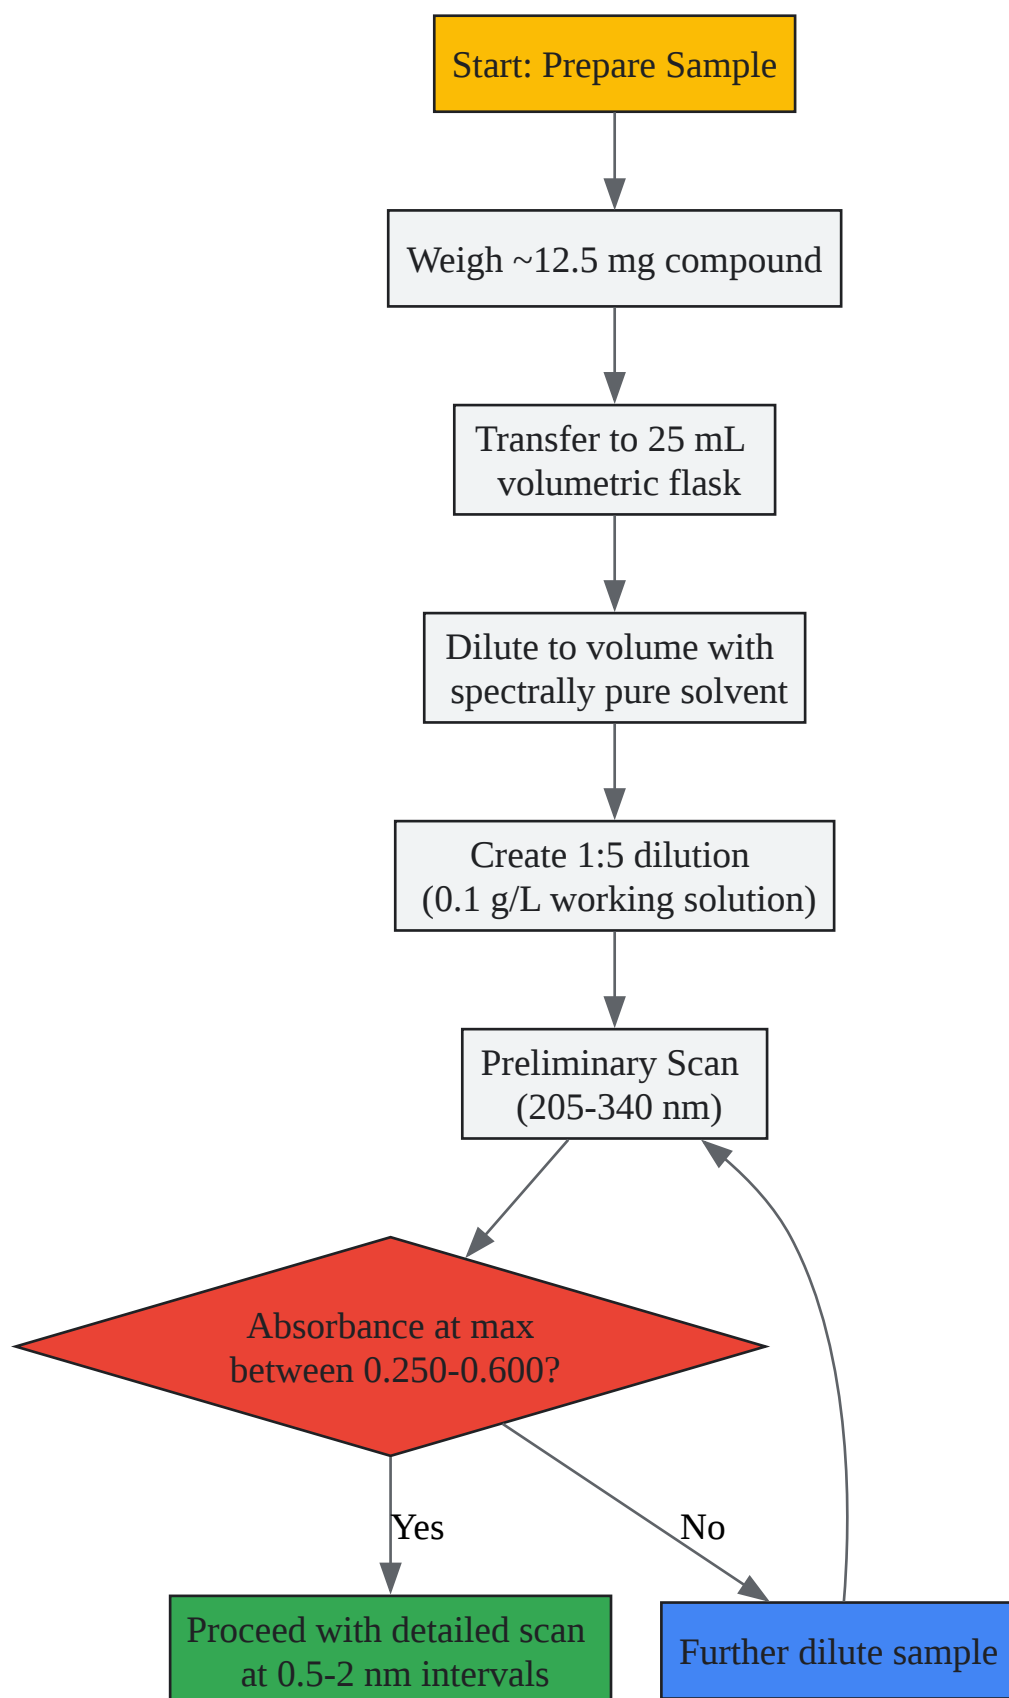 Start: Prepare Sample
Weigh ~12.5 mg compound
Transfer to 25 mL
volumetric flask
Dilute to volume with
spectrally pure solvent
Create 1:5 dilution
(0.1 g/L working solution)
Preliminary Scan
(205-340 nm)
Absorbance at max
between 0.250-0.600?
Yes
No
Proceed with detailed scan
at 0.5-2 nm intervals
Further dilute sample